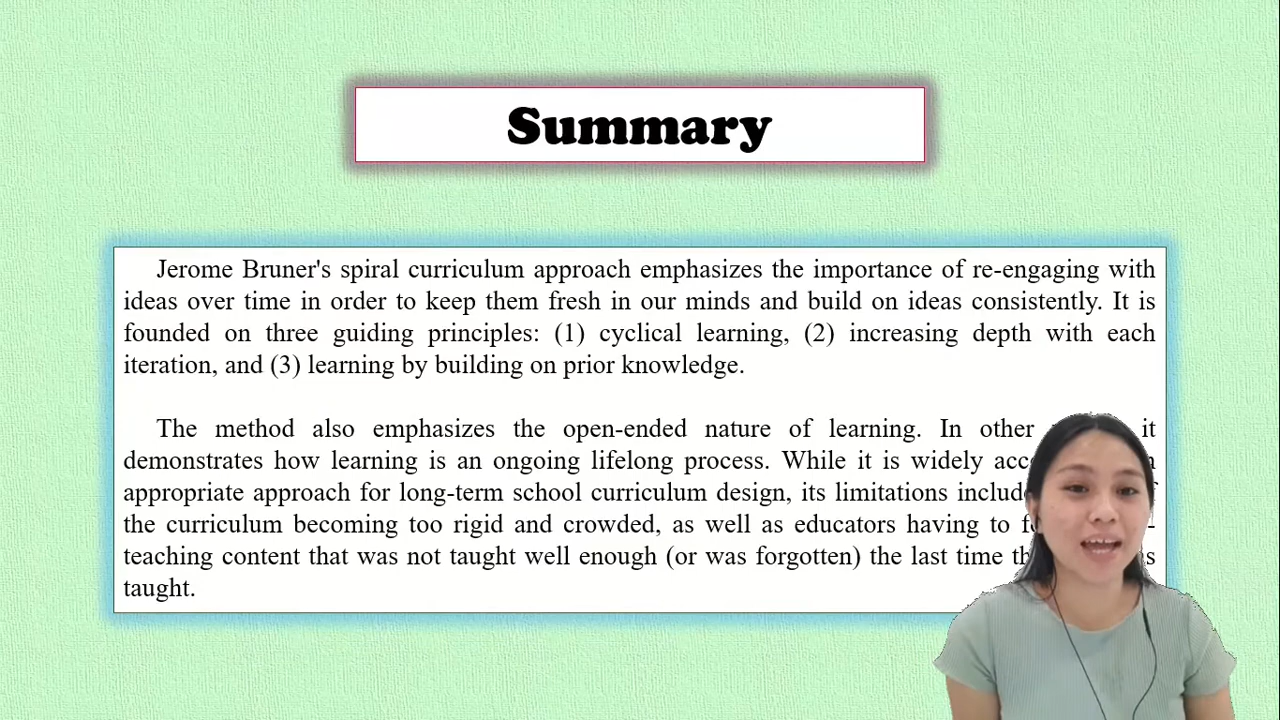 Summary
Jerome Bruner's spiral curriculum approach emphasizes the importance of re-engaging with
ideas over time in order to keep them fresh in our minds and build on ideas consistently. It is
founded on three guiding principles: (1) cyclical learning, (2) increasing depth with each
iteration, and (3) learning by building on prior knowledge.
The method also emphasizes the open-ended nature of learning. In other it
demonstrates how learning is an ongoing lifelong process. While it is widely
appropriate approach for long-term school curriculum design, its limitations
the curriculum becoming too rigid and crowded, as well as educators having to
teaching content that was not taught well enough (or was forgotten) the last time
taught.